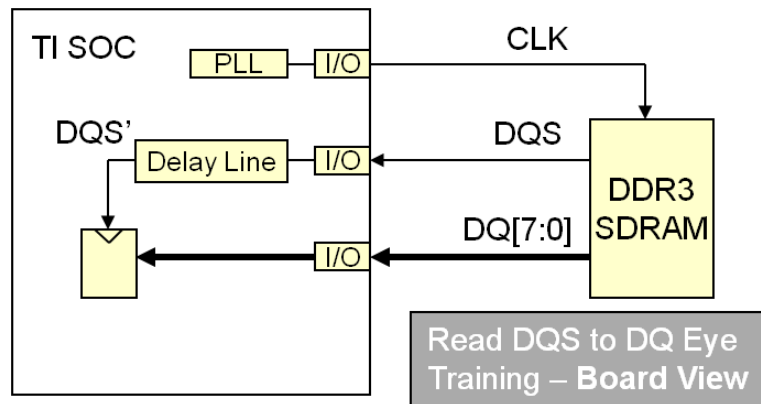 TI SOC
PLL
I/O
CLK
DQS’
Delay Line
I/O
DQS
DDR3
SDRAM
I/O
DQ[7:0]
Read DQS to DQ Eye
Training – Board View